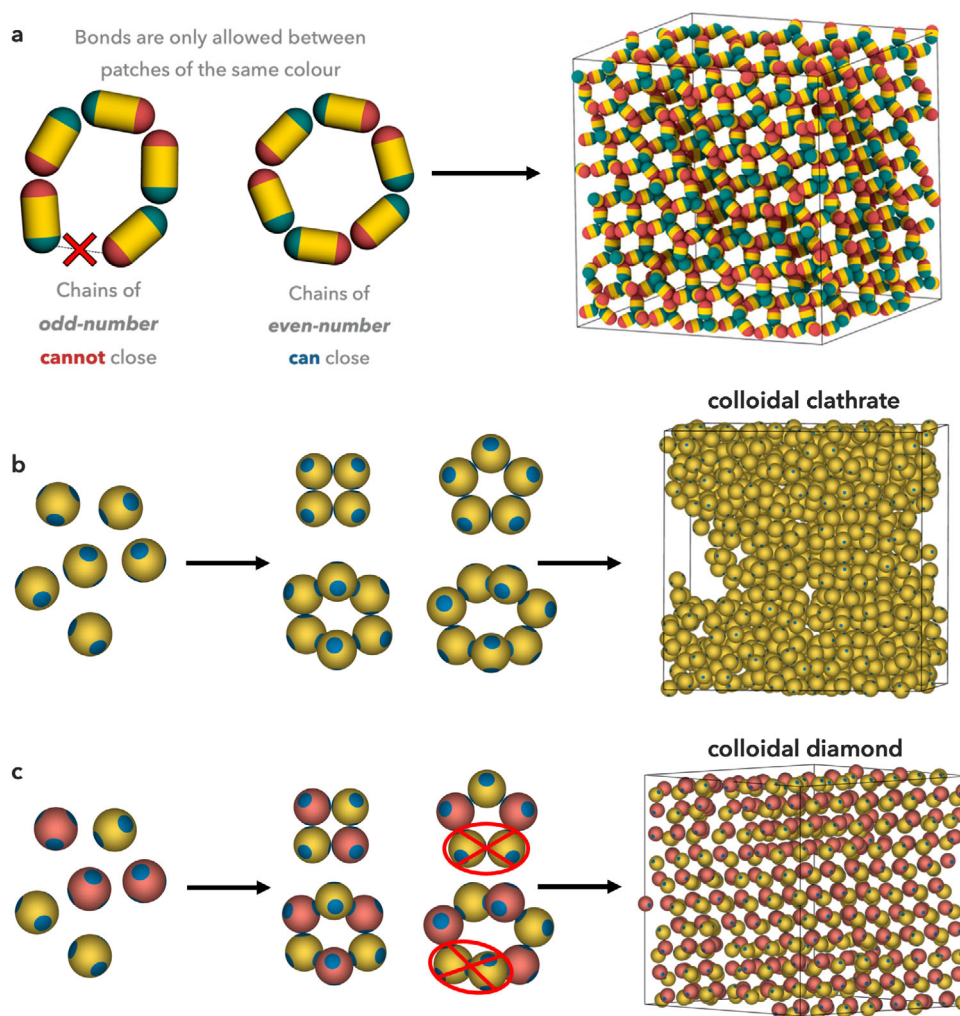 a
Bonds are only allowed between
patches of the same colour
Chains of
odd-number
cannot close
Chains of
even-number
can close
colloidal clathrate
b
colloidal diamond
c